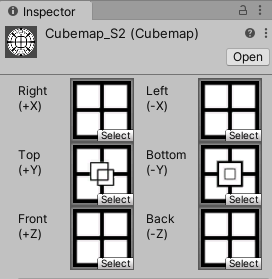 Inspector
Cubemap_S2 (Cubemap)
Open
Right
(+X)
Select
Left
(-X)
Select
Top
(+Y)
Select
Bottom
(-Y)
Select
Front
(+Z)
Select
Back
(-Z)
Select